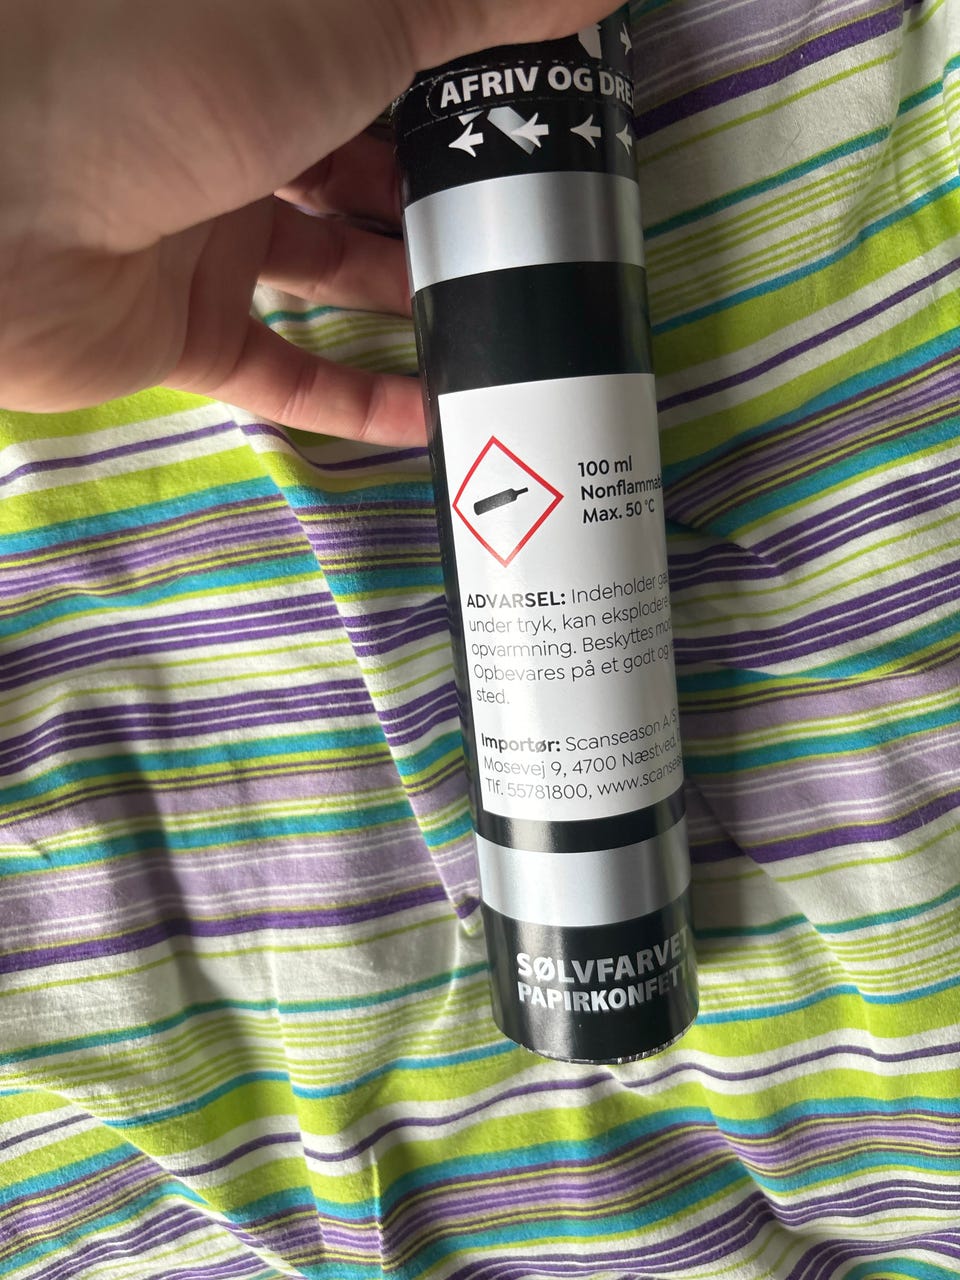 AFRIV OG
100 ml
Max. 50 °C
ADVARSEL: Indeholder
under tryk, kan eksplodere
opvarmning. Beskyttes
Opbevares på et godt og
sted.
Importør: Scanseason A/S
Mosevej 9, 4700 Næstved,
Tlf. 55781800,
SØLVFARVET